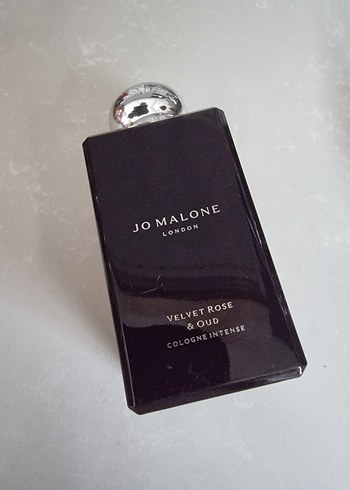 JO MALONE
LONDON
VELVET ROSE
& OUD
COLOGNE INTENSE